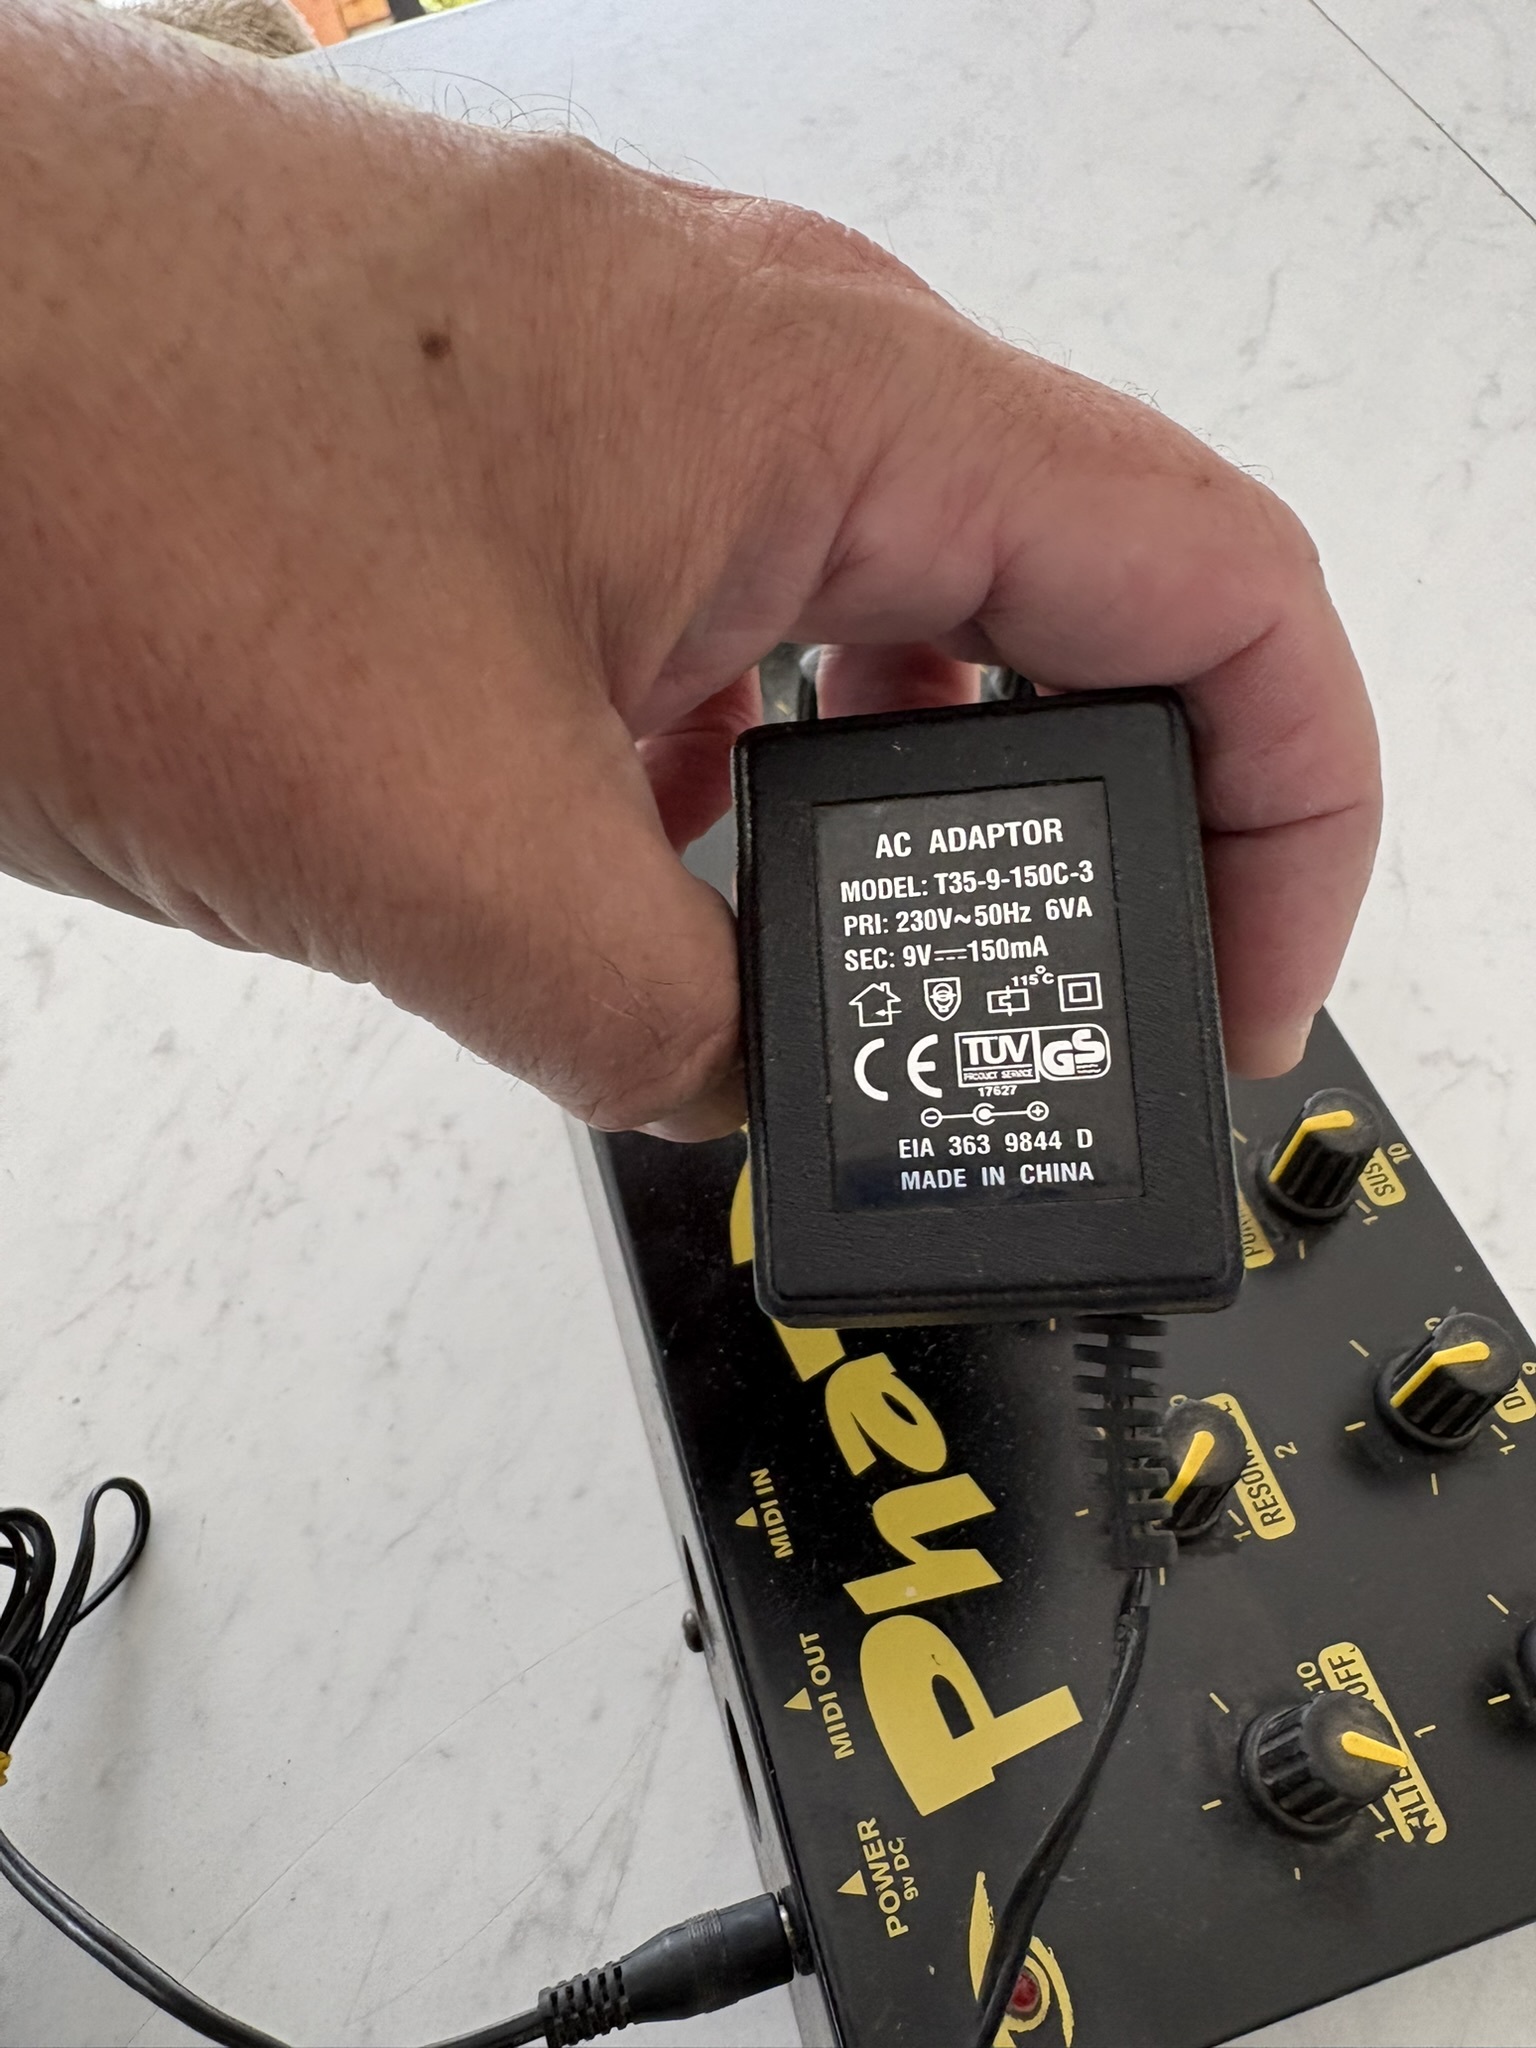 AC ADAPTOR
MODEL: T35-9-150C-3
PRI: 230V~50Hz 6VA
SEC: 9V⎓150mA
115°C
CE TUV GS
PRODUCT SERVICE
17627
EIA 363 9844 D
MADE IN CHINA
10
SUS
1
1
MIDI IN
2
1
MIDI OUT
10
1
1
POWER
9v DC
Pha